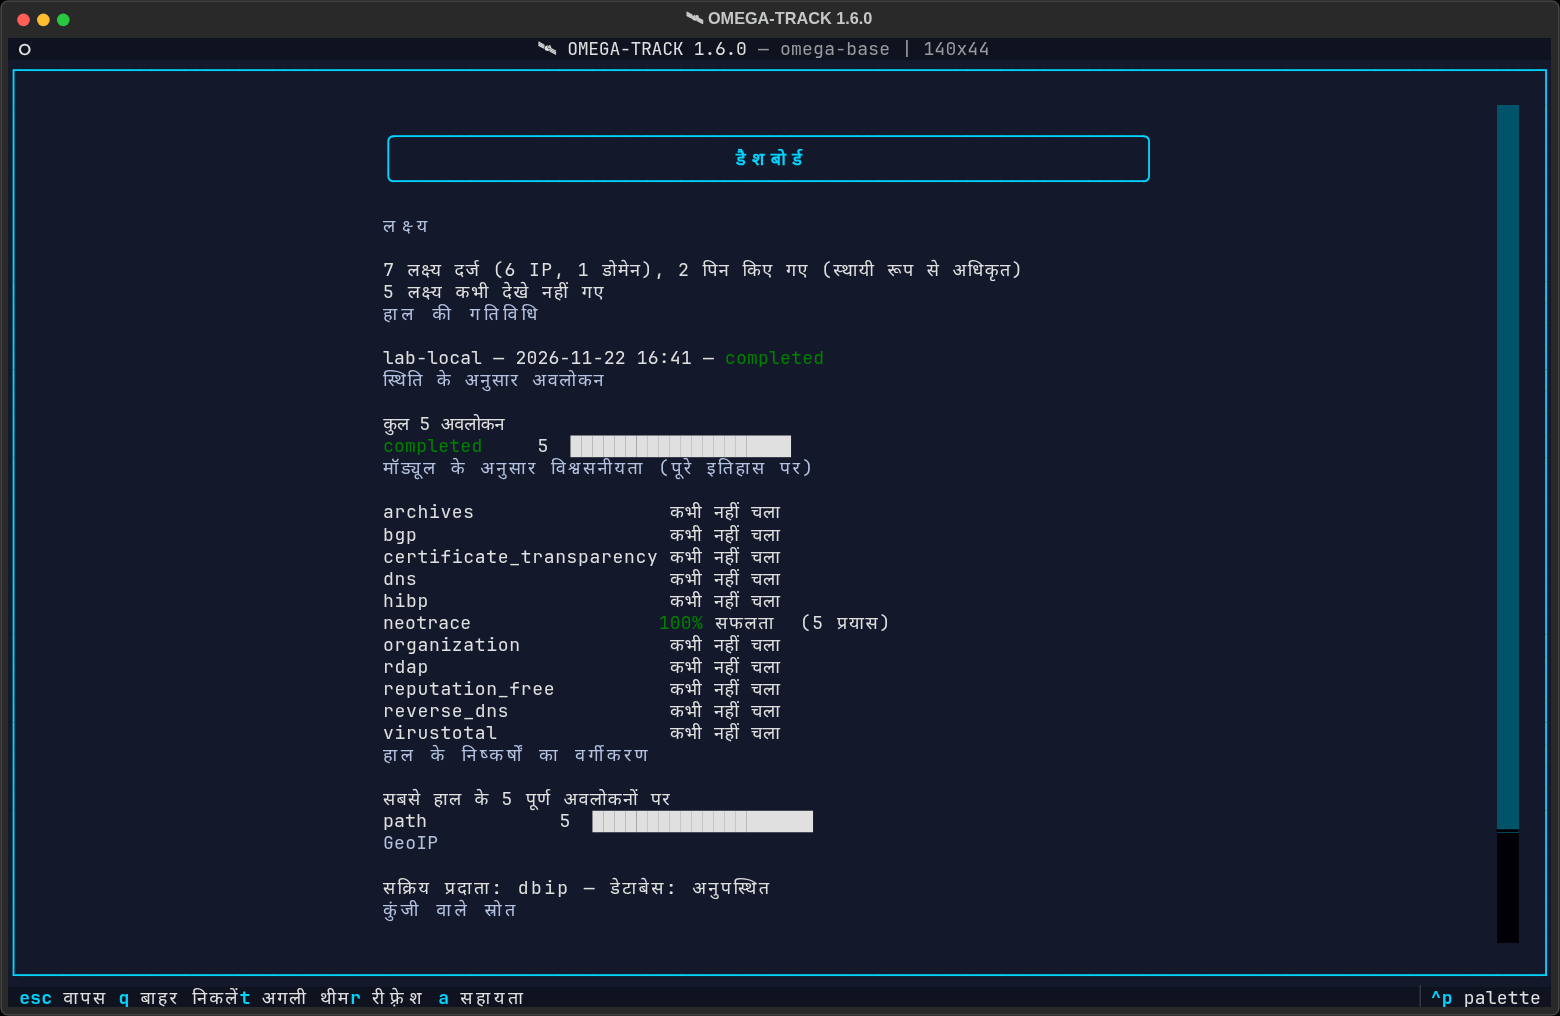 OMEGA-TRACK 1.6.0
OMEGA-TRACK 1.6.0 — omega-base | 140x44
डैशबोर्ड
लक्ष्य
7 लक्ष्य दर्ज (6 IP, 1 डोमेन), 2 पिन किए गए (स्थायी रूप से अधिकृत)
5 लक्ष्य कभी देखे नहीं गए
हाल की गतिविधि
lab-local — 2026-11-22 16:41 — completed
स्थिति के अनुसार अवलोकन
कुल 5 अवलोकन
completed 5
मॉड्यूल के अनुसार विश्वसनीयता (पूरे इतिहास पर)
archives कभी नहीं चला
bgp कभी नहीं चला
certificate_transparency कभी नहीं चला
dns कभी नहीं चला
hibp कभी नहीं चला
neotrace 100% सफलता (5 प्रयास)
organization कभी नहीं चला
rdap कभी नहीं चला
reputation_free कभी नहीं चला
reverse_dns कभी नहीं चला
virustotal कभी नहीं चला
हाल के निष्कर्षों का वर्गीकरण
सबसे हाल के 5 पूर्ण अवलोकनों पर
path 5
GeoIP
सक्रिय प्रदाता: dbip — डेटाबेस: अनुपस्थित
कुंजी वाले स्रोत
esc वापस q बाहर निकलें t अगली थीम r रीफ़्रेश a सहायता ^p palette